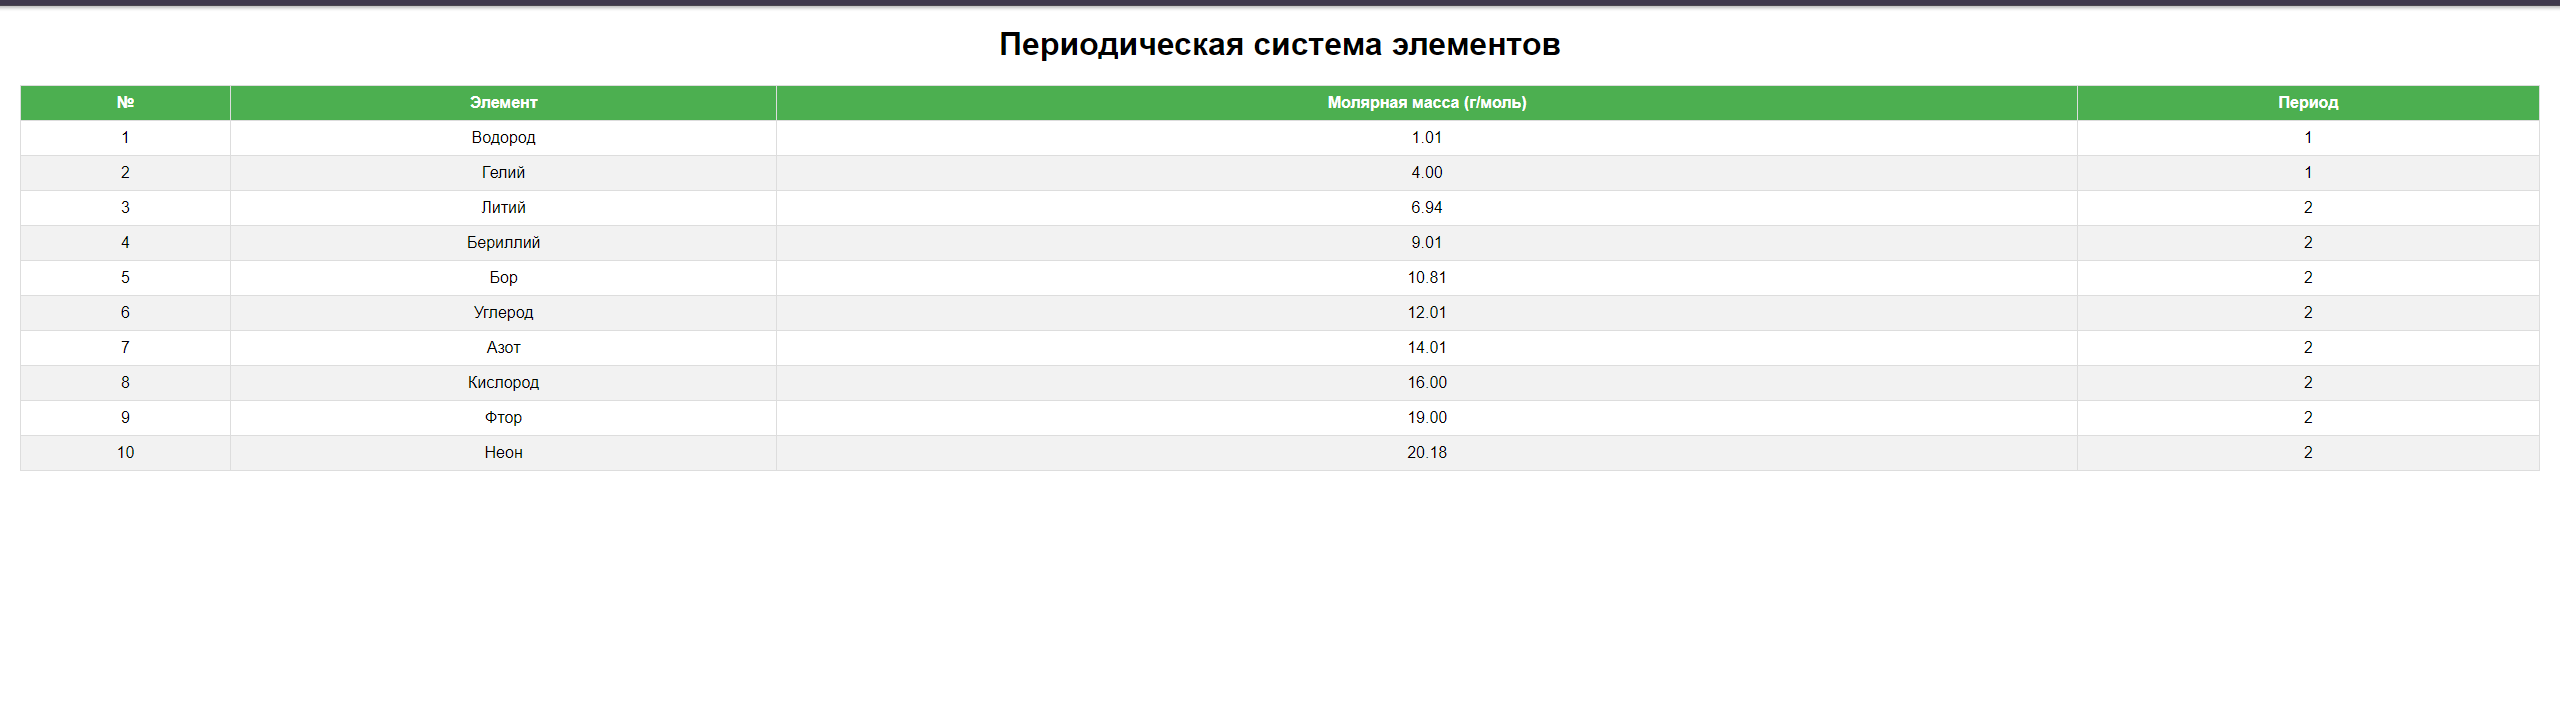 Периодическая система элементов
№ Элемент Молярная масса (г/моль) Период
1 Водород 1.01 1
2 Гелий 4.00 1
3 Литий 6.94 2
4 Бериллий 9.01 2
5 Бор 10.81 2
6 Углерод 12.01 2
7 Азот 14.01 2
8 Кислород 16.00 2
9 Фтор 19.00 2
10 Неон 20.18 2